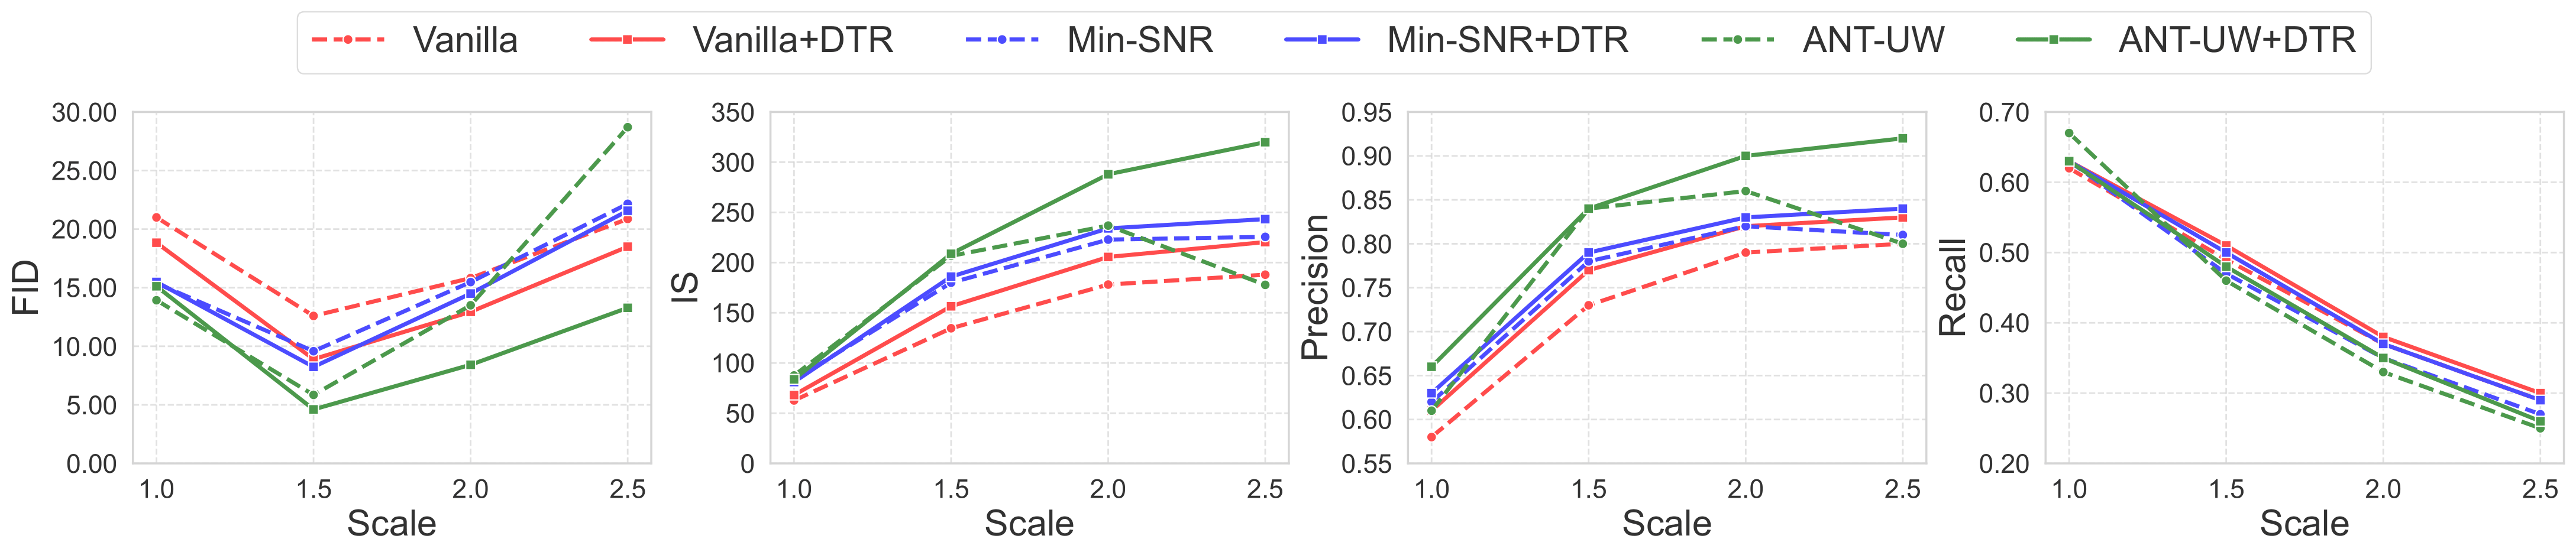 Vanilla Vanilla+DTR Min-SNR Min-SNR+DTR ANT-UW ANT-UW+DTR
FID
30.00
25.00
20.00
15.00
10.00
5.00
0.00
1.0 1.5 2.0 2.5
Scale
IS
350
300
250
200
150
100
50
0
1.0 1.5 2.0 2.5
Scale
Precision
0.95
0.90
0.85
0.80
0.75
0.70
0.65
0.60
0.55
1.0 1.5 2.0 2.5
Scale
Recall
0.70
0.60
0.50
0.40
0.30
0.20
1.0 1.5 2.0 2.5
Scale